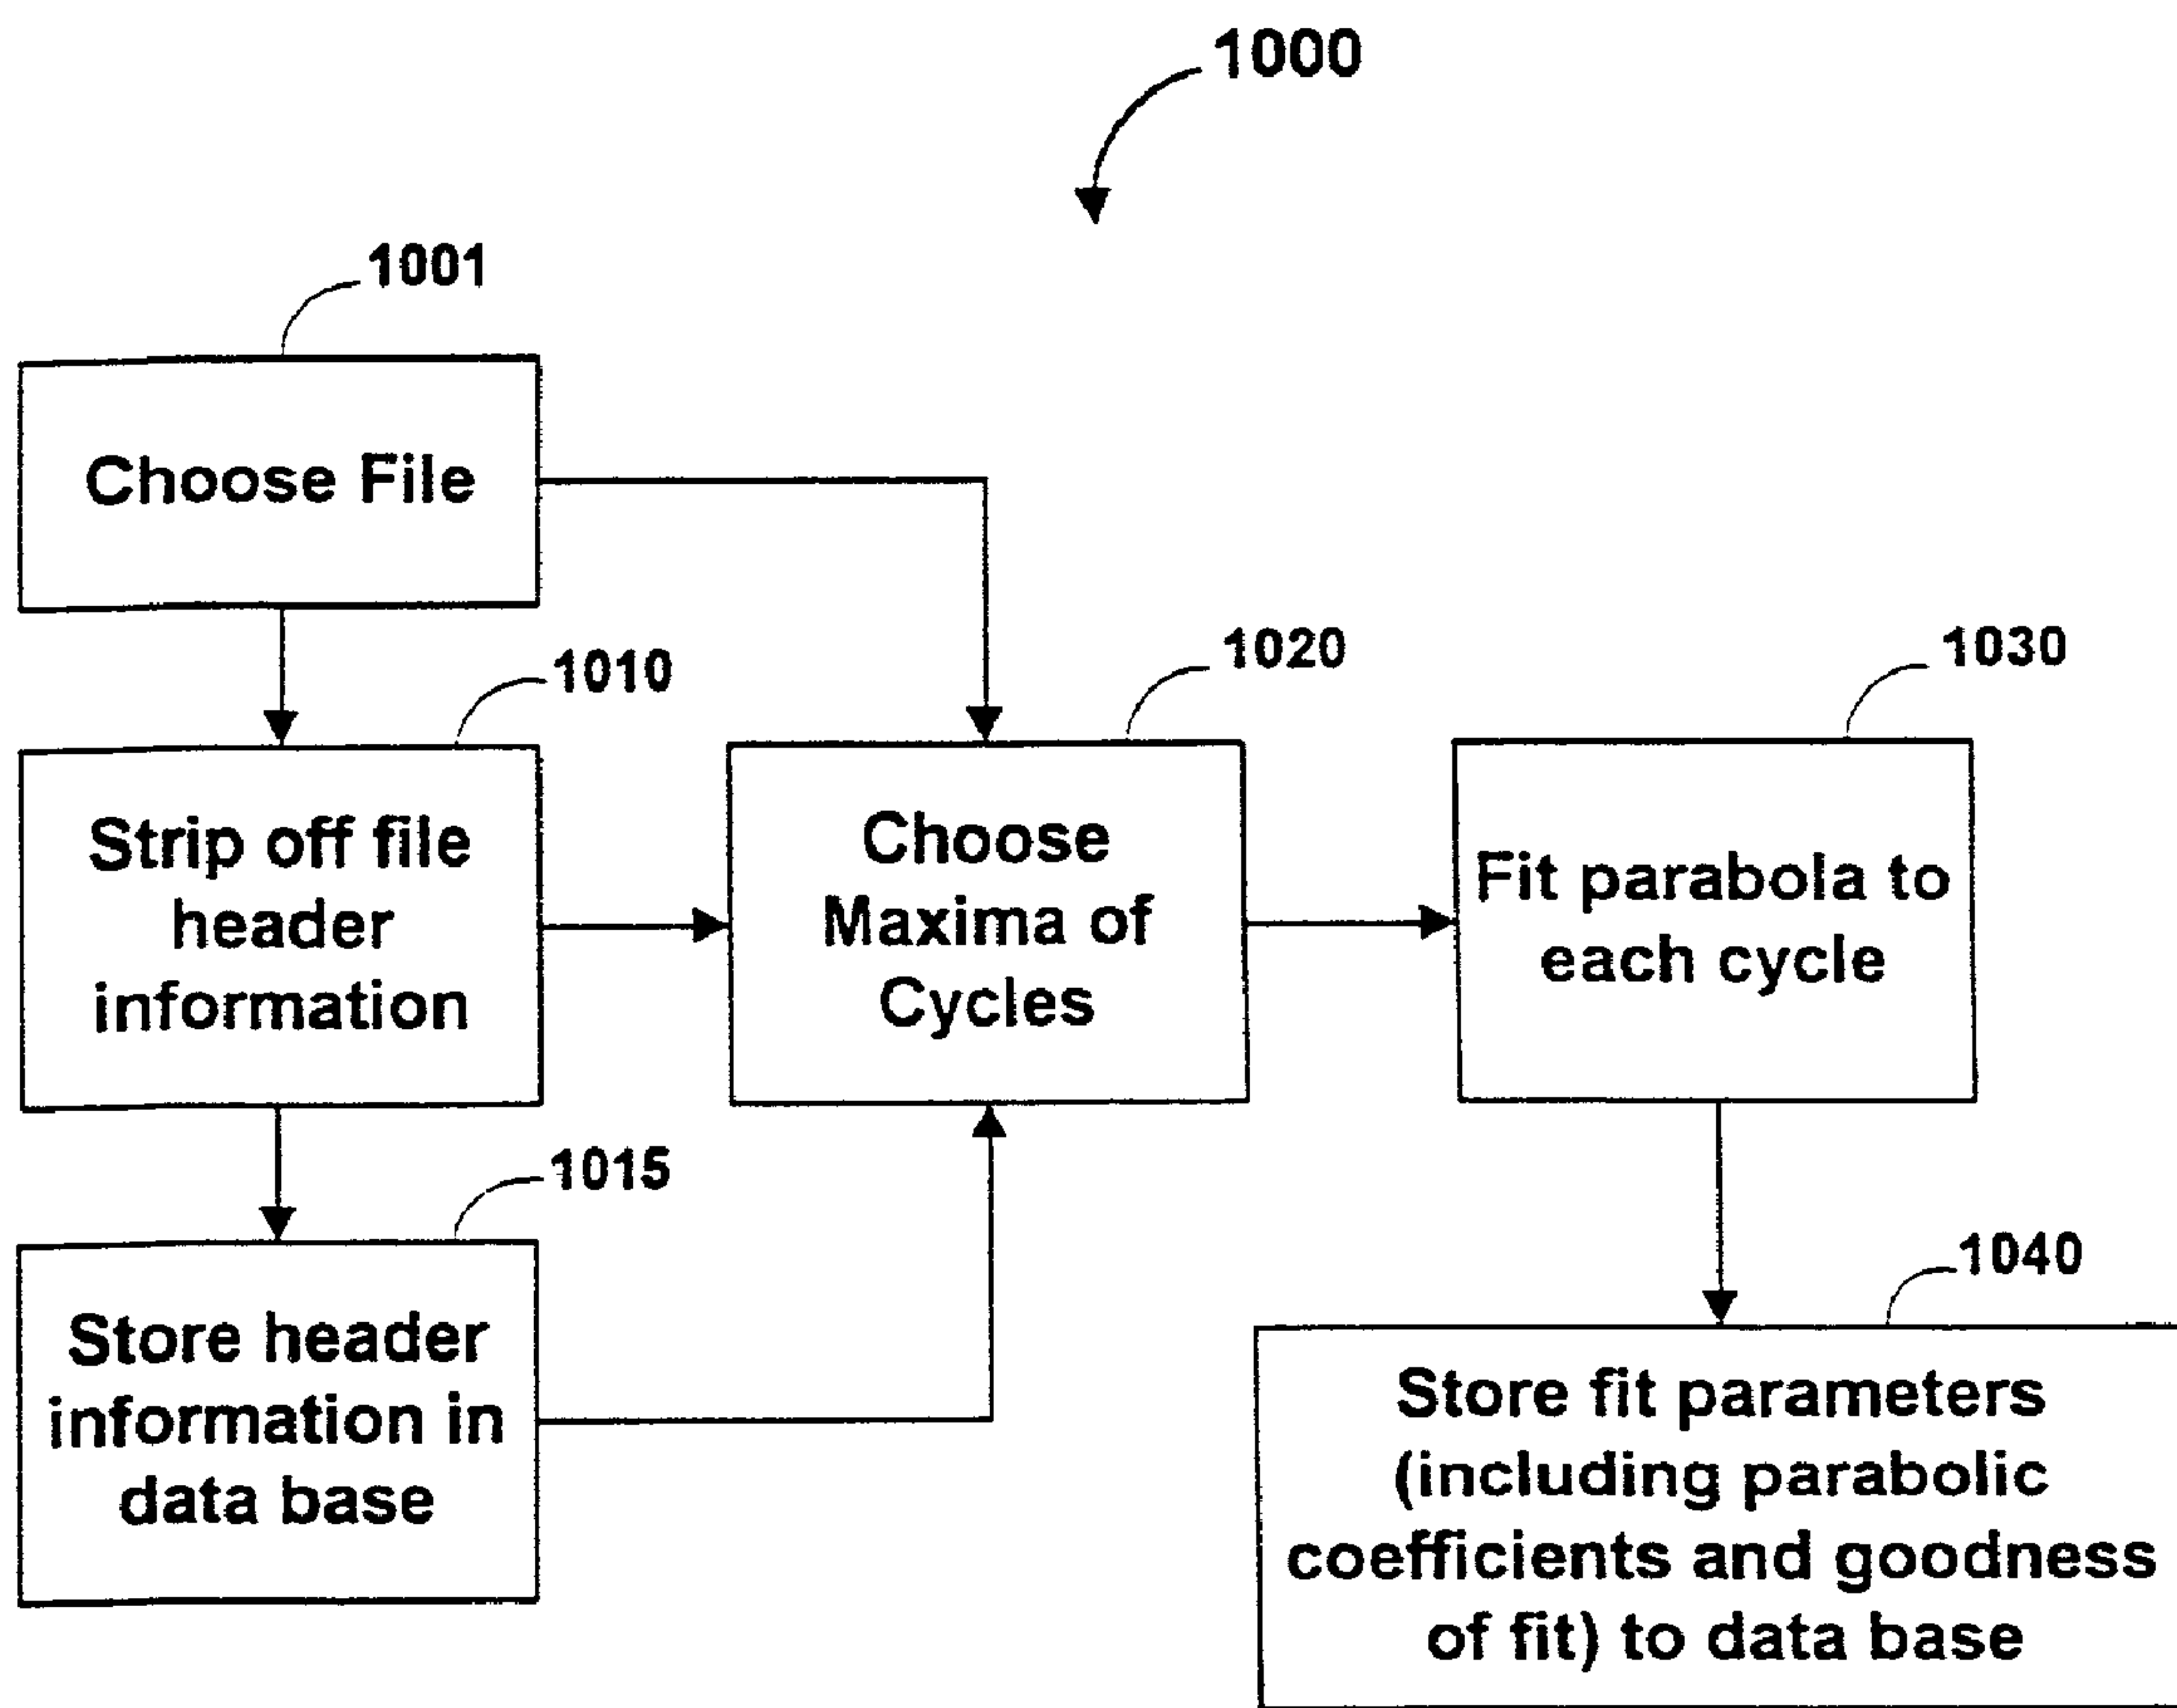 1000
1001
Choose File
1010
Strip off file
header
information
1020
Choose
Maxima of
Cycles
1030
Fit parabola to
each cycle
1015
Store header
information in
data base
1040
Store fit parameters
(including parabolic
coefficients and goodness
of fit) to data base